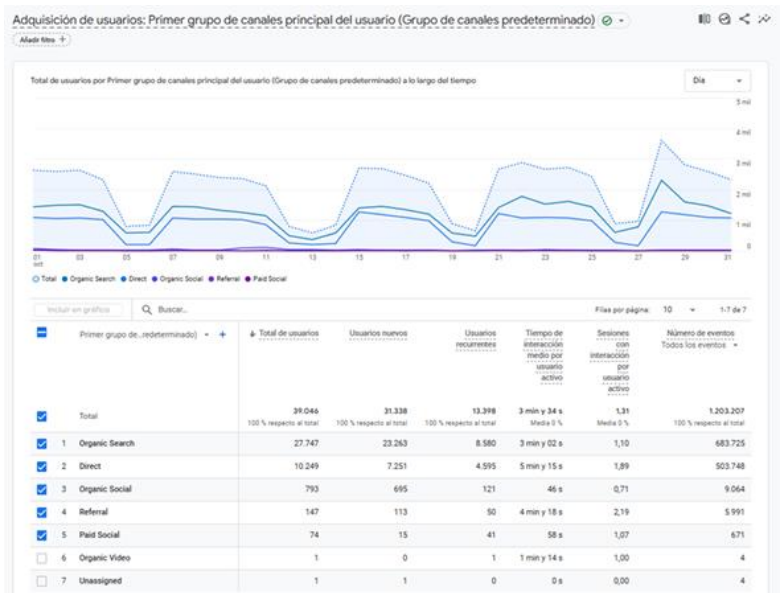 Adquisición de usuarios: Primer grupo de canales principal del usuario (Grupo de canales predeterminado)
Añadir filtro +
Total de usuarios por Primer grupo de canales principal del usuario (Grupo de canales predeterminado) a lo largo del tiempo
Día
5 mil
4 mil
3 mil
2 mil
1 mil
0
01 03 05 07 09 11 13 15 17 19 21 23 25 27 29 31
oct
Total Organic Search Direct Organic Social Referral Paid Social
Incluir en gráfico Buscar... Filas por página: 10 1-7 de 7
Primer grupo de...redeterminado) + Total de usuarios Usuarios nuevos Usuarios recurrentes Tiempo de interacción medio por usuario activo Sesiones con interacción por usuario activo Número de eventos Todos los eventos
Total 39.046 31.338 13.398 3 min y 34 s 1,31 1.203.207
100 % respecto al total 100 % respecto al total 100 % respecto al total Media 0 % Media 0 % 100 % respecto al total
1 Organic Search 27.747 23.263 8.580 3 min y 02 s 1,10 683.725
2 Direct 10.249 7.251 4.595 5 min y 15 s 1,89 503.748
3 Organic Social 793 695 121 46 s 0,71 9.064
4 Referral 147 113 50 4 min y 18 s 2,19 5.991
5 Paid Social 74 15 41 58 s 1,07 671
6 Organic Video 1 0 1 1 min y 14 s 1,00 4
7 Unassigned 1 1 0 0 s 0,00 4